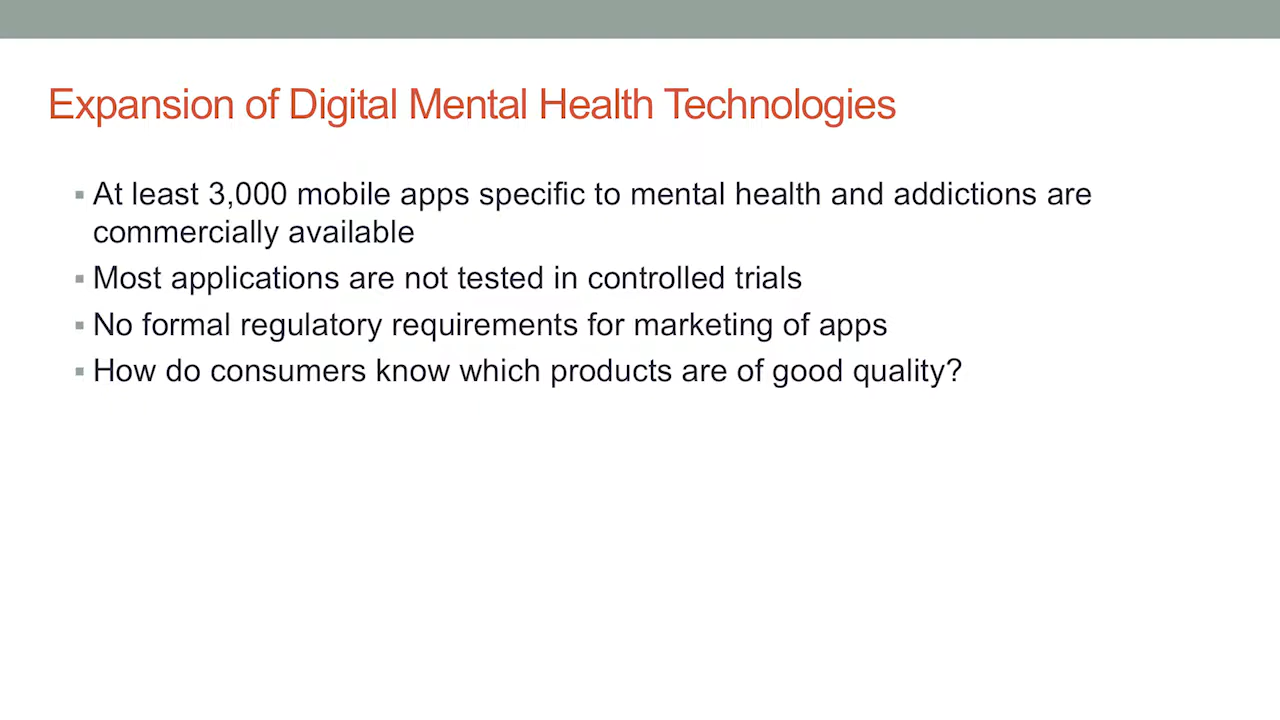 Expansion of Digital Mental Health Technologies
▪ At least 3,000 mobile apps specific to mental health and addictions are
commercially available
▪ Most applications are not tested in controlled trials
▪ No formal regulatory requirements for marketing of apps
▪ How do consumers know which products are of good quality?